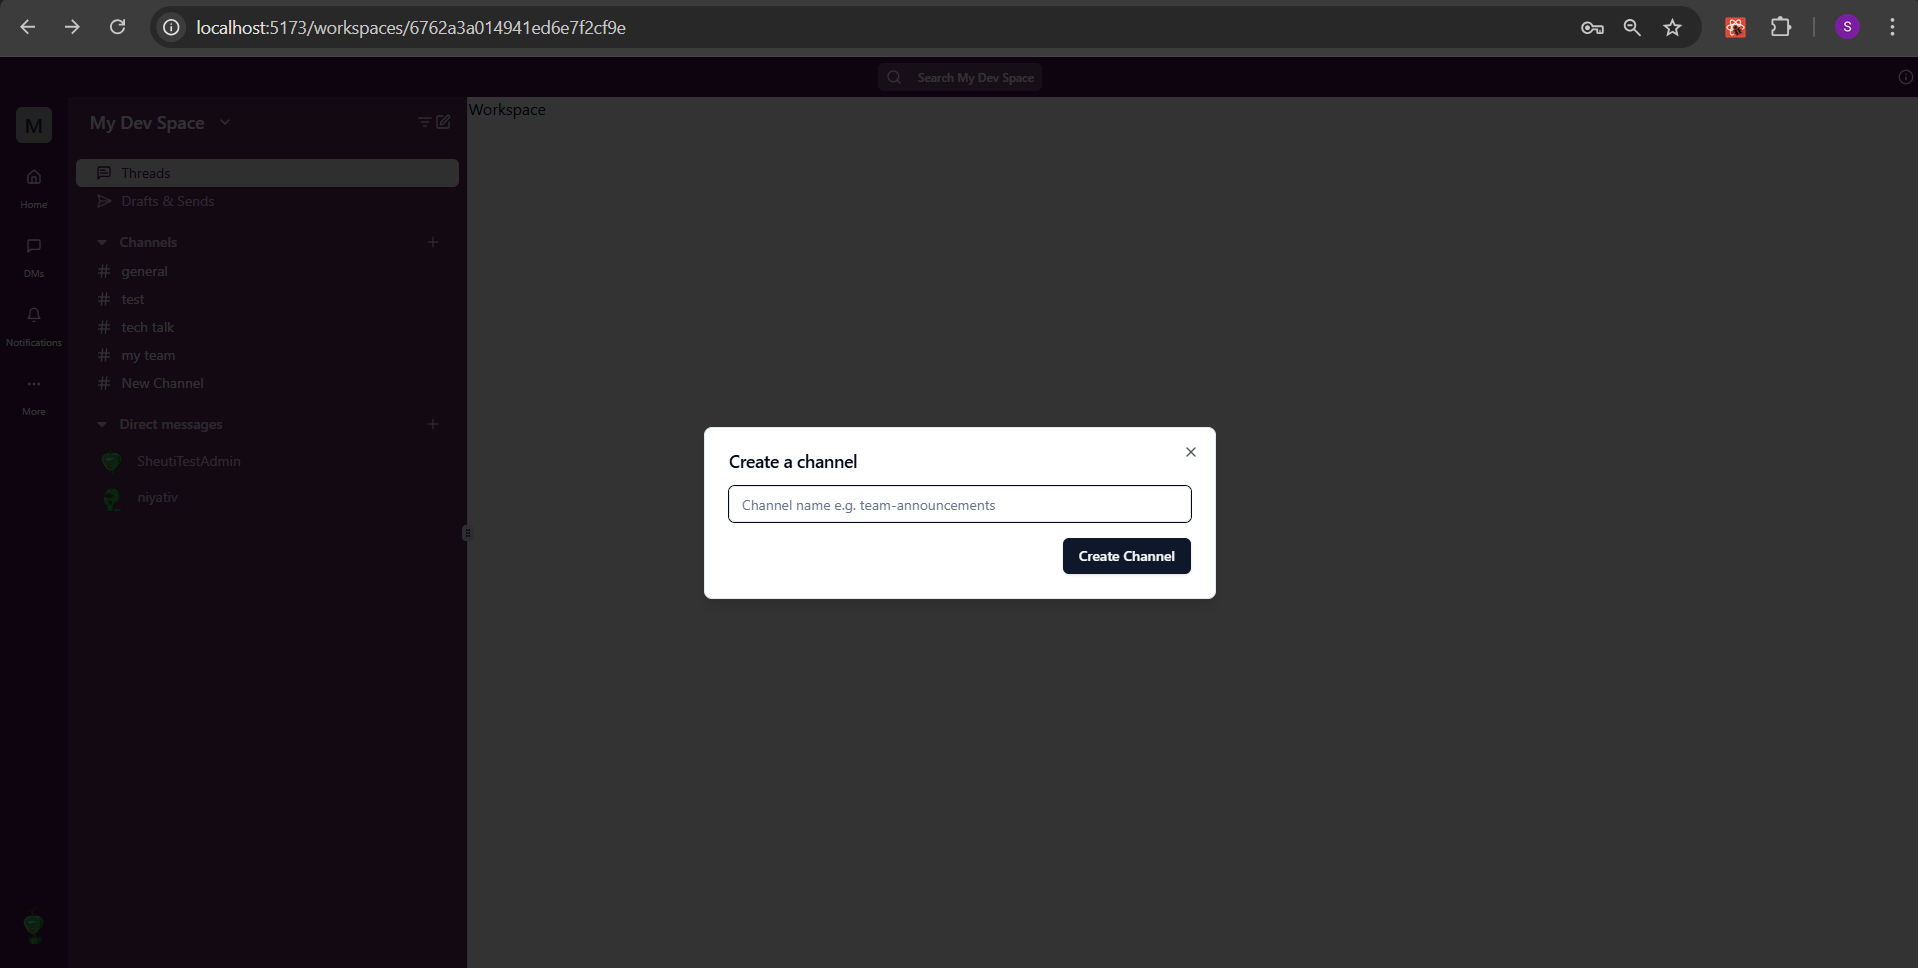 localhost:5173/workspaces/6762a3a014941ed6e7f2cf9e
S
Search My Dev Space
M
Home
DMs
Notifications
More
My Dev Space
Threads
Drafts & Sends
Channels
# general
# test
# tech talk
# my team
# New Channel
Direct messages
SheutiTestAdmin
niyativ
Workspace
Create a channel
Channel name e.g. team-announcements
Create Channel